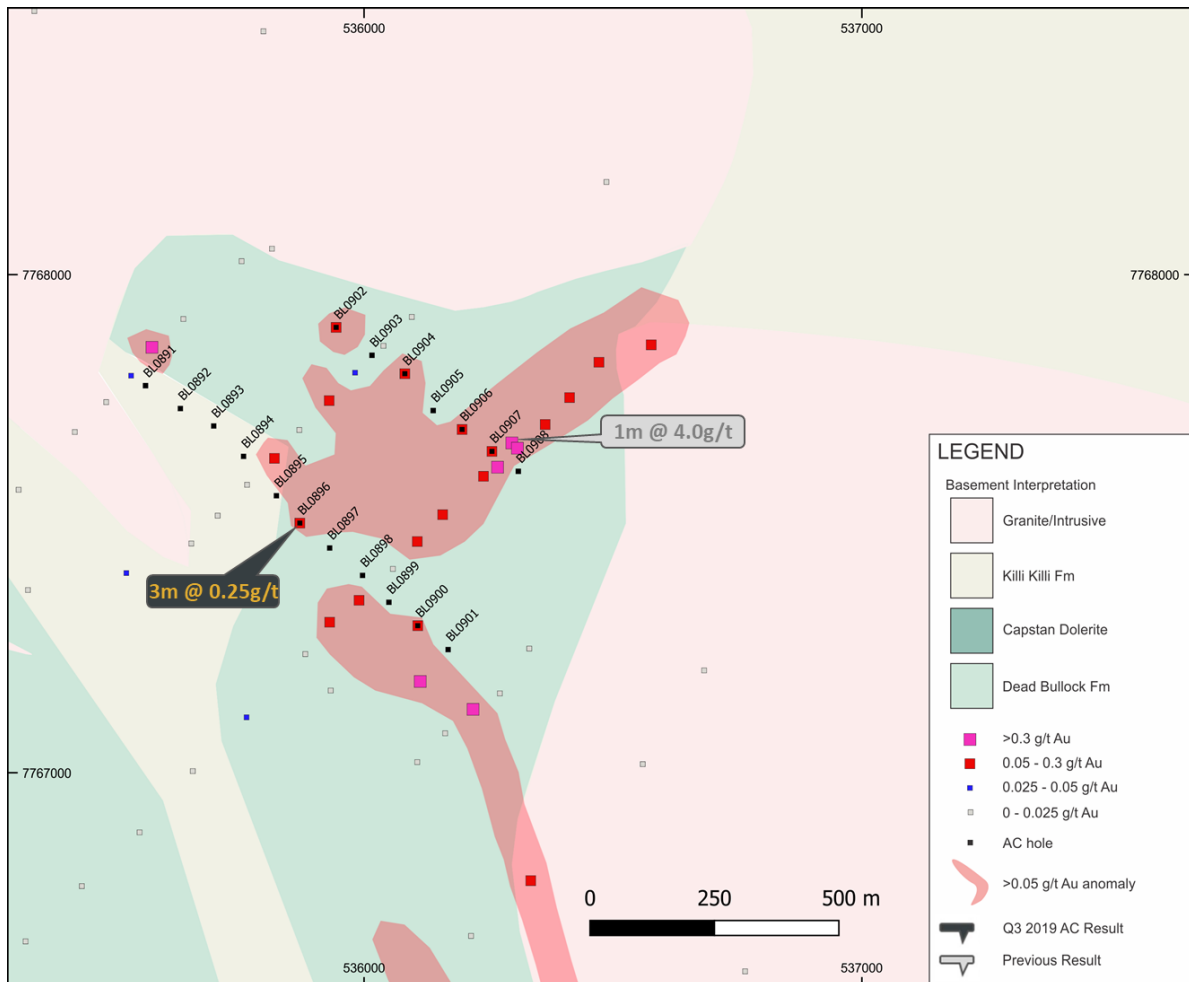 536000
537000
7768000
7768000
BL0902
BL0903
BL0904
BL0905
BL0906
BL0907
BL0908
BL0891
BL0892
BL0893
BL0894
BL0895
BL0896
BL0897
BL0898
BL0899
BL0900
BL0901
1m @ 4.0g/t
3m @ 0.25g/t
7767000
0
250
500 m
536000
537000
LEGEND
Basement Interpretation
Granite/Intrusive
Killi Killi Fm
Capstan Dolerite
Dead Bullock Fm
>0.3 g/t Au
0.05 - 0.3 g/t Au
0.025 - 0.05 g/t Au
0 - 0.025 g/t Au
AC hole
>0.05 g/t Au anomaly
Q3 2019 AC Result
Previous Result